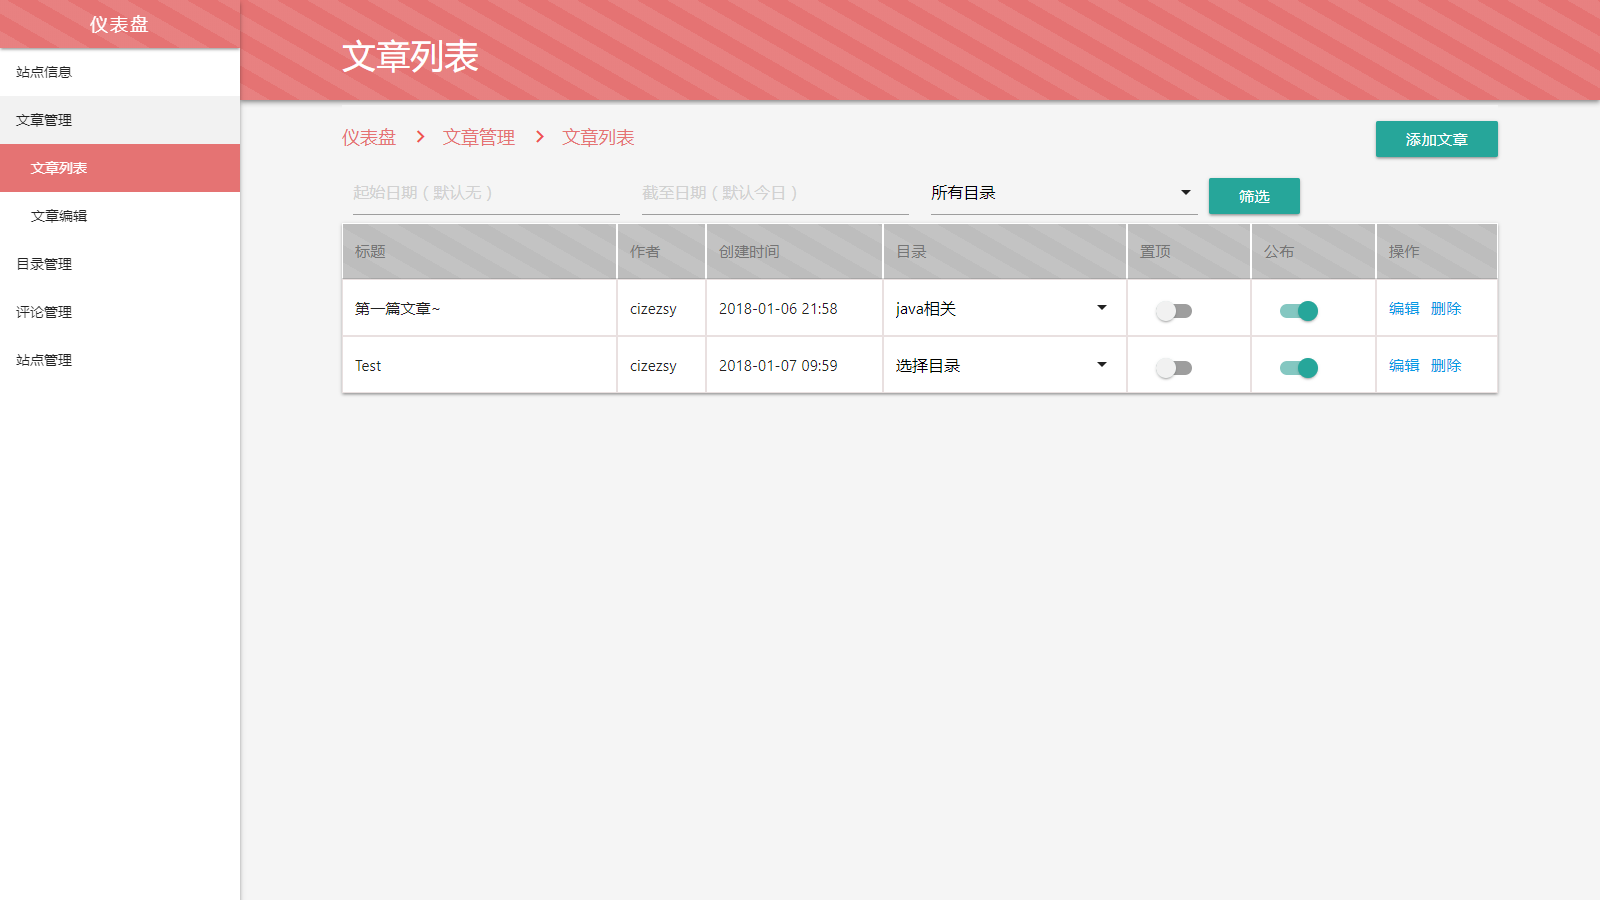 仪表盘
站点信息
文章管理
文章列表
文章编辑
目录管理
评论管理
站点管理
文章列表
仪表盘 文章管理 文章列表
添加文章
起始日期（默认无） 截至日期（默认今日） 所有目录 筛选
标题 作者 创建时间 目录 置顶 公布 操作
第一篇文章~ cizezsy 2018-01-06 21:58 java相关 编辑 删除
Test cizezsy 2018-01-07 09:59 选择目录 编辑 删除